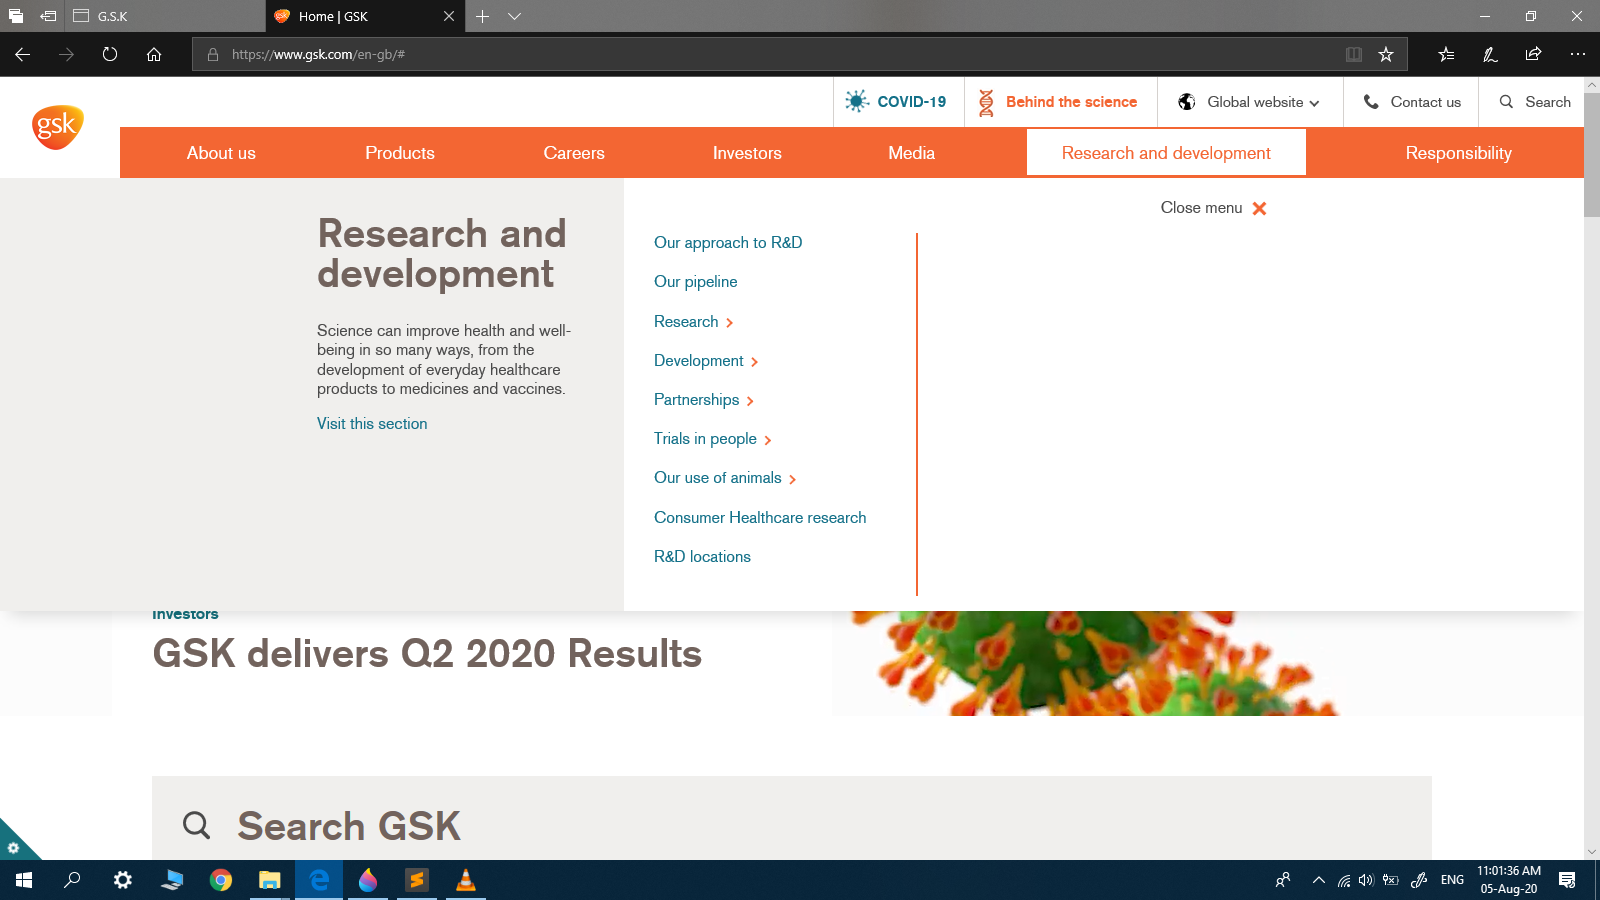 G.S.K
Home | GSK
https://www.gsk.com/en-gb/#
gsk
COVID-19
Behind the science
Global website
Contact us
Search
About us
Products
Careers
Investors
Media
Research and development
Responsibility
Close menu
Research and
development
Science can improve health and well-
being in so many ways, from the
development of everyday healthcare
products to medicines and vaccines.
Visit this section
Our approach to R&D
Our pipeline
Research
Development
Partnerships
Trials in people
Our use of animals
Consumer Healthcare research
R&D locations
Investors
GSK delivers Q2 2020 Results
Search GSK
ENG
11:01:36 AM
05-Aug-20